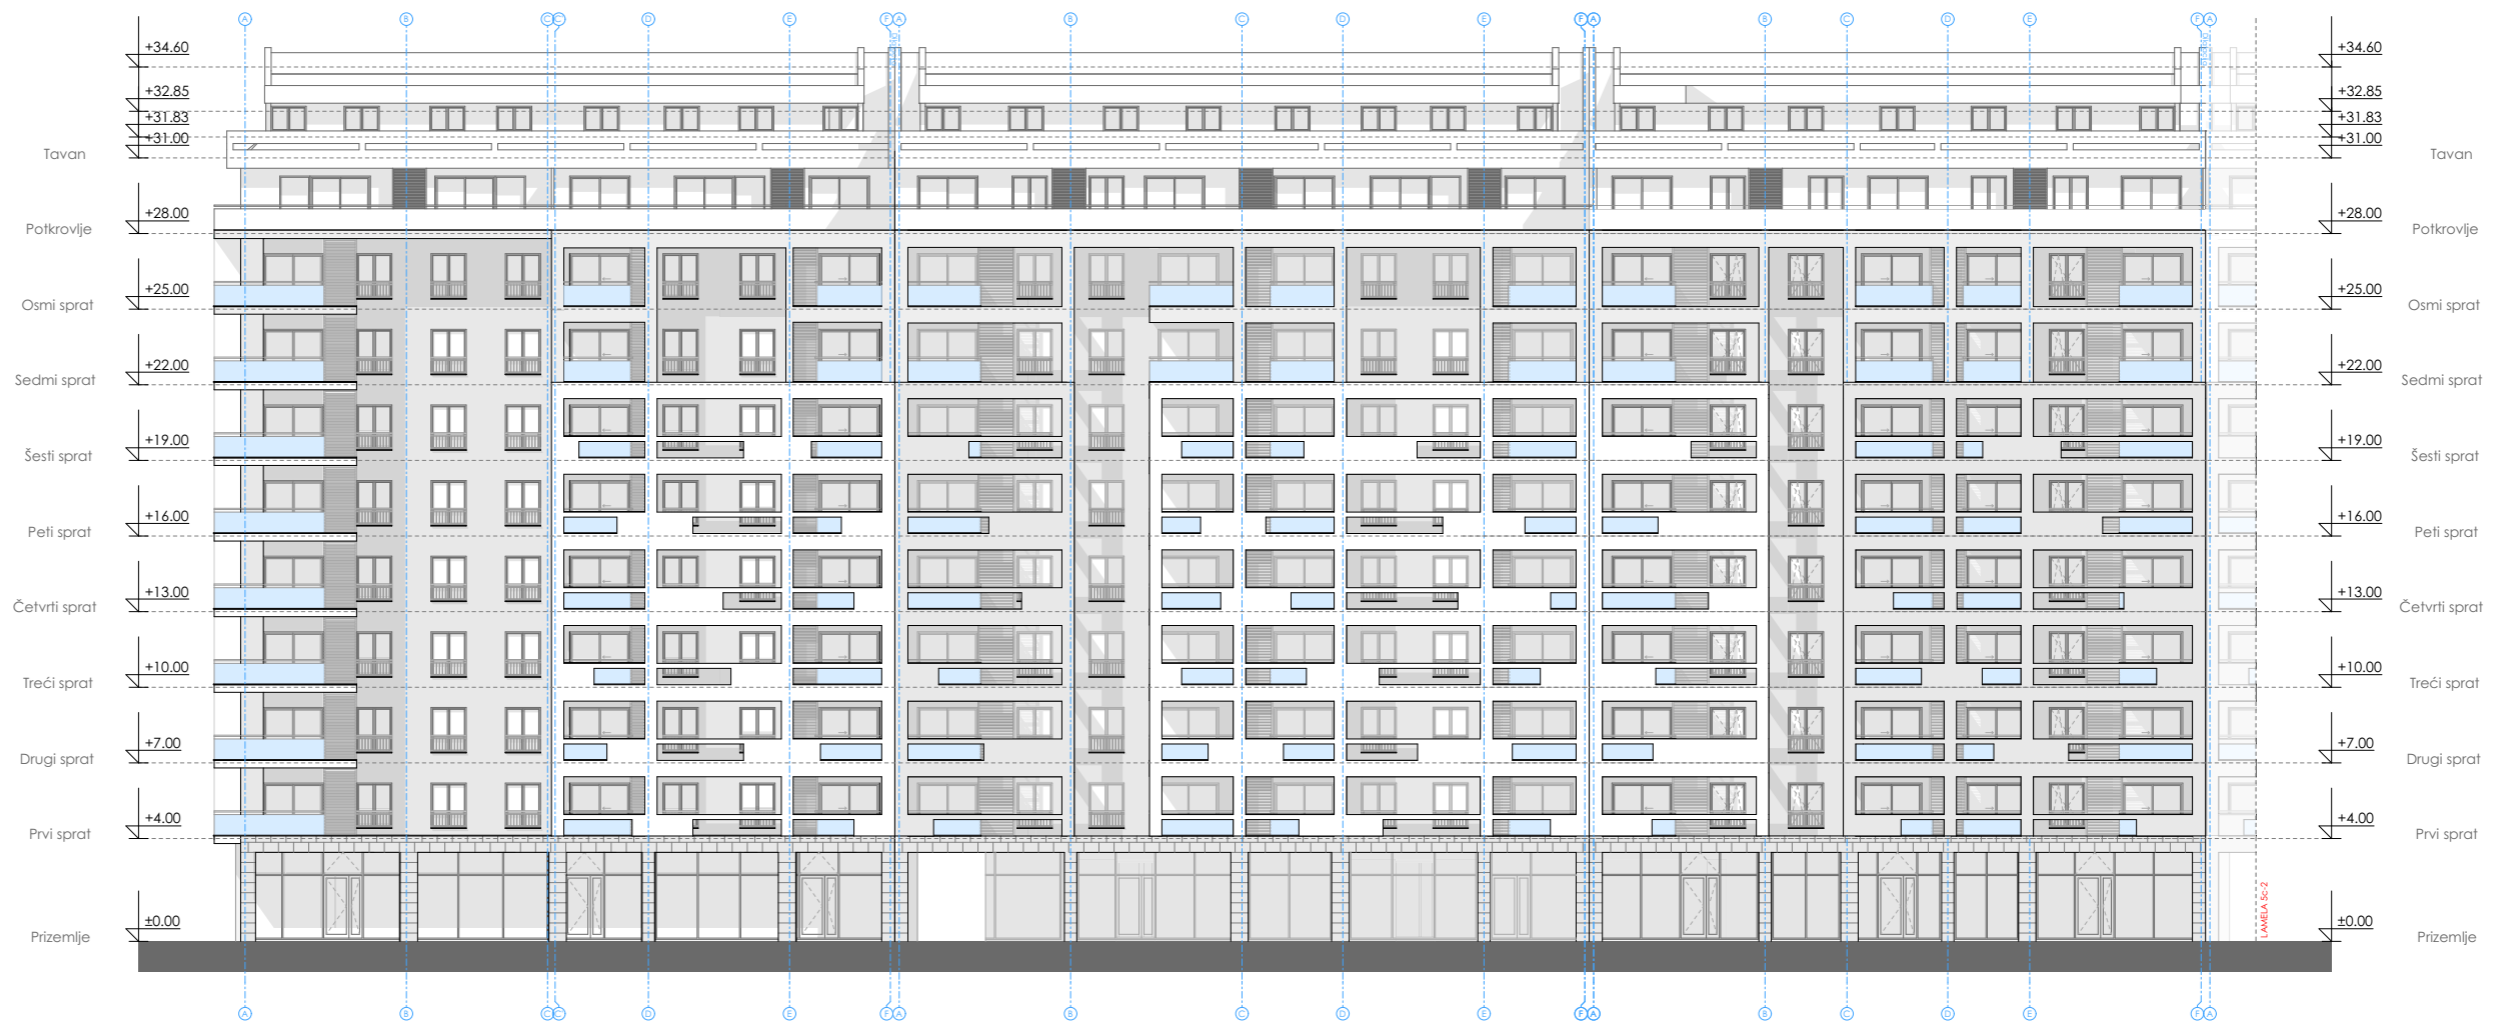 A B C C D E F A B C D E F A B C D E F A
+34.60 +34.60
+32.85 +32.85
+31.83 +31.83
+31.00 +31.00
Tavan Tavan
+28.00 +28.00
Potkrovlje Potkrovlje
+25.00 +25.00
Osmi sprat Osmi sprat
+22.00 +22.00
Sedmi sprat Sedmi sprat
+19.00 +19.00
Šesti sprat Šesti sprat
+16.00 +16.00
Peti sprat Peti sprat
+13.00 +13.00
Četvrti sprat Četvrti sprat
+10.00 +10.00
Treći sprat Treći sprat
+7.00 +7.00
Drugi sprat Drugi sprat
+4.00 +4.00
Prvi sprat Prvi sprat
LAMELA 5c-2
±0.00 ±0.00
Prizemlje Prizemlje
A B C C D E F A B C D E F A B C D E F A